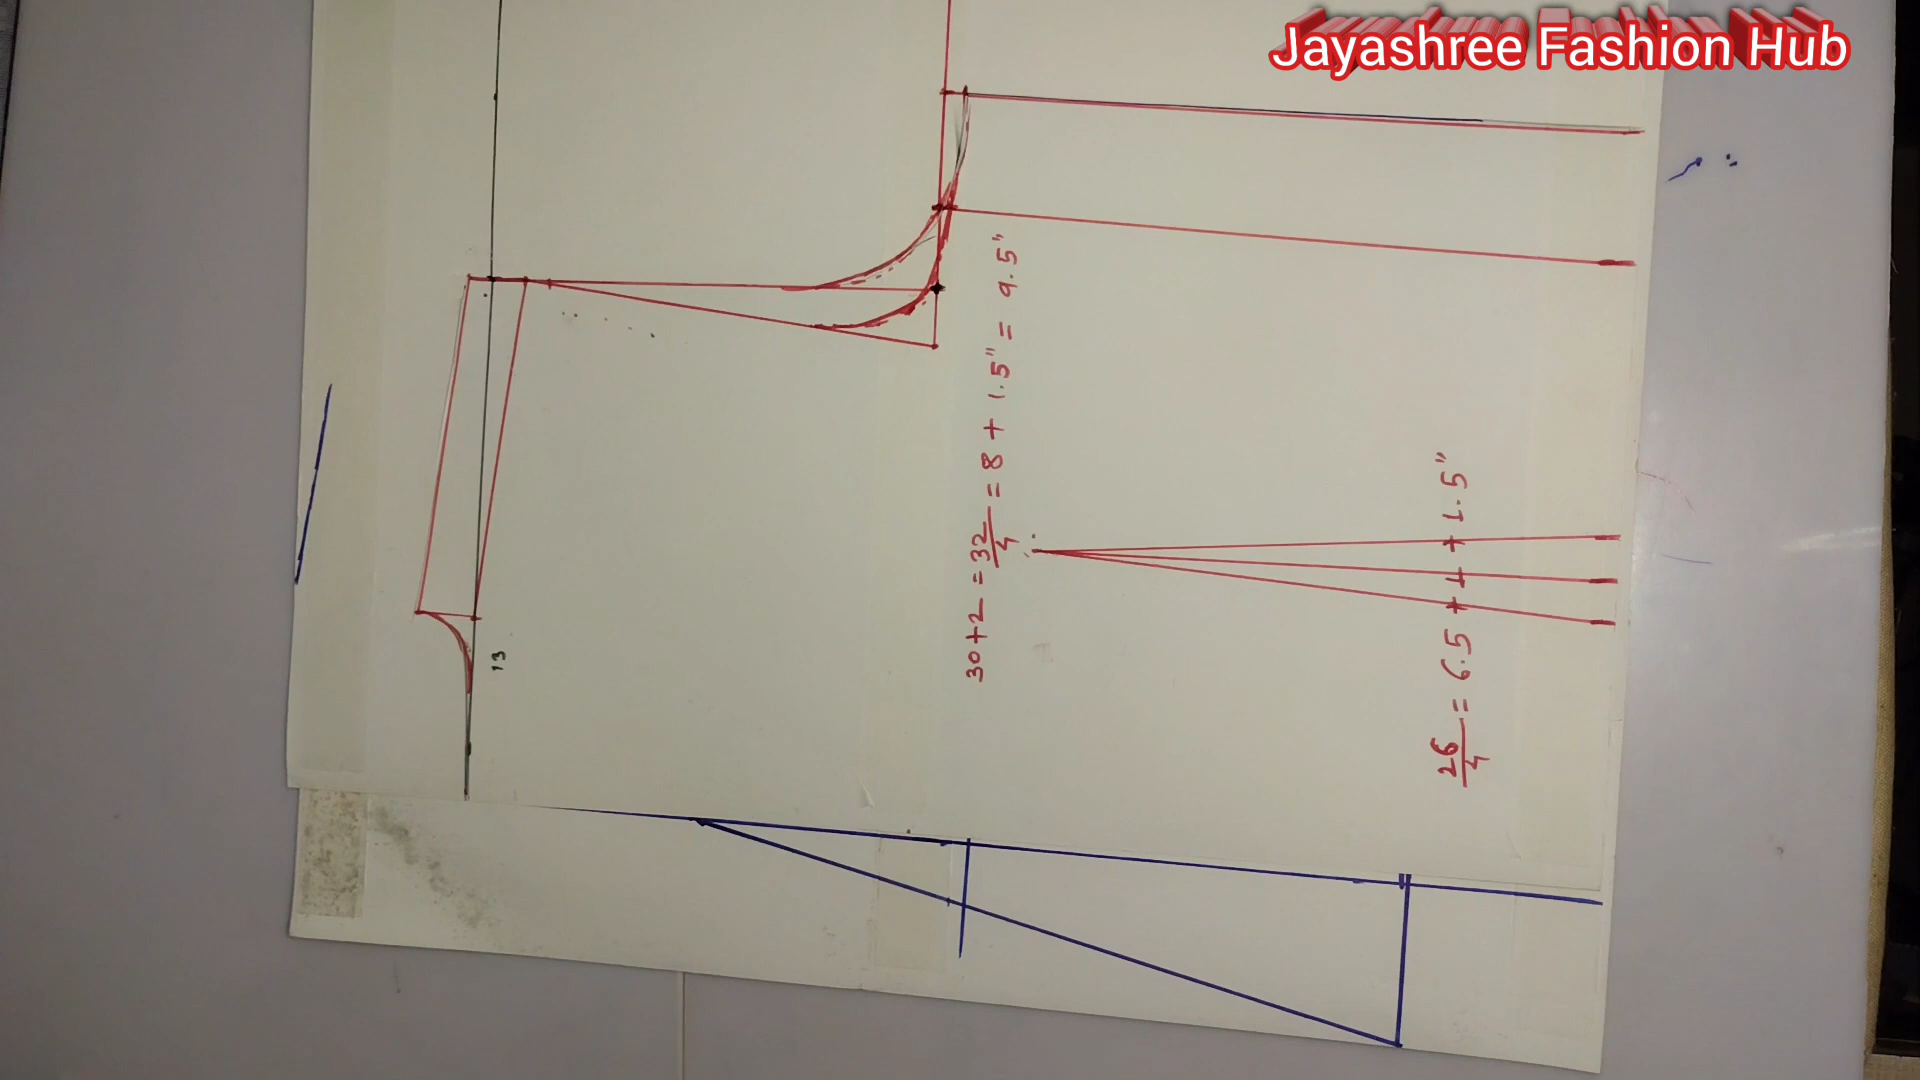 Jayashree Fashion Hub
13
30+2 = 32/4 = 8 + 1.5" = 9.5"
26/4 = 6.5 + 1 + 1.5"